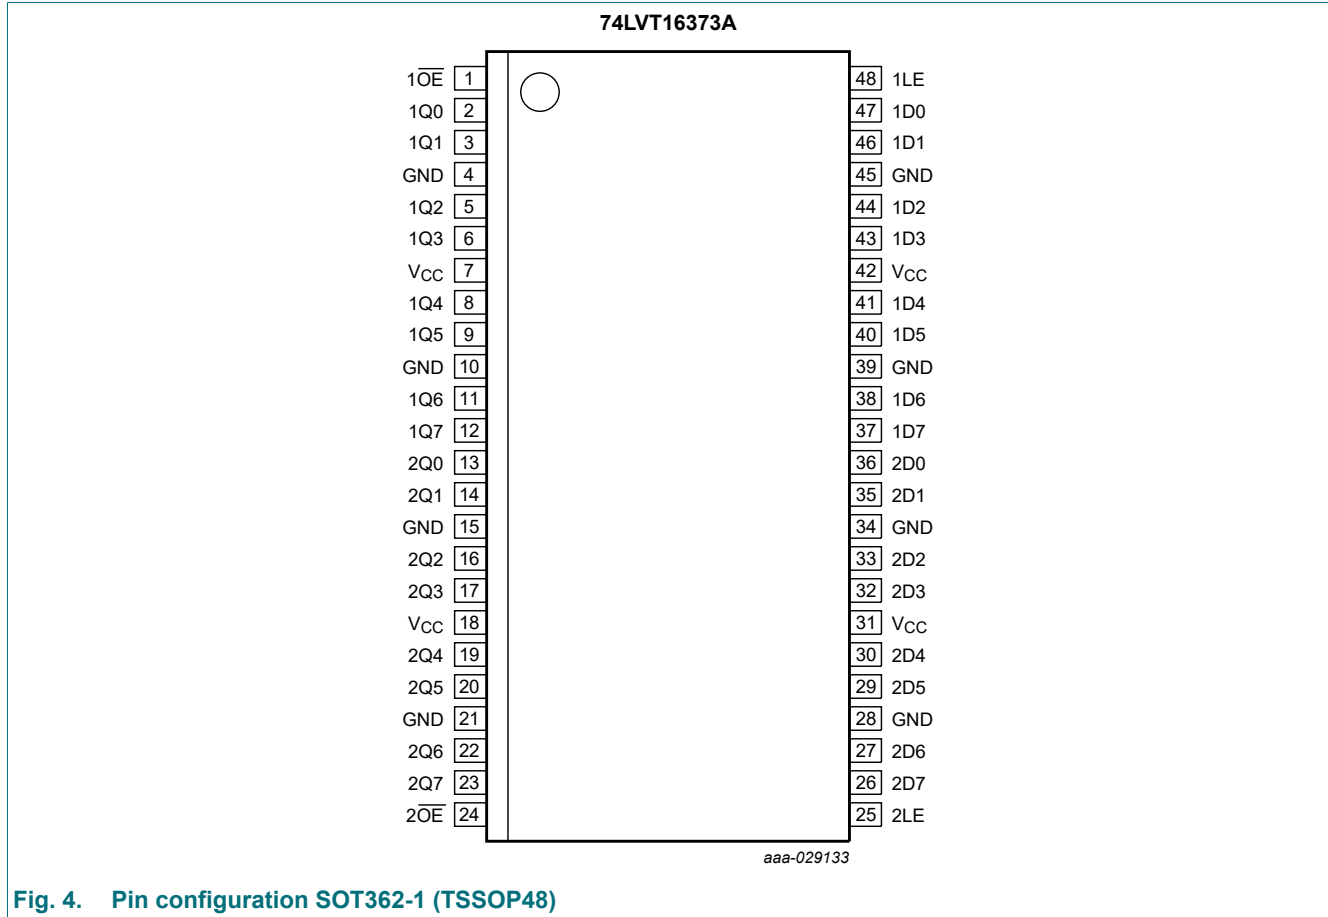 74LVT16373A
1O̅E̅ 1 48 1LE
1Q0 2 47 1D0
1Q1 3 46 1D1
GND 4 45 GND
1Q2 5 44 1D2
1Q3 6 43 1D3
VCC 7 42 VCC
1Q4 8 41 1D4
1Q5 9 40 1D5
GND 10 39 GND
1Q6 11 38 1D6
1Q7 12 37 1D7
2Q0 13 36 2D0
2Q1 14 35 2D1
GND 15 34 GND
2Q2 16 33 2D2
2Q3 17 32 2D3
VCC 18 31 VCC
2Q4 19 30 2D4
2Q5 20 29 2D5
GND 21 28 GND
2Q6 22 27 2D6
2Q7 23 26 2D7
2O̅E̅ 24 25 2LE
aaa-029133
Fig. 4. Pin configuration SOT362-1 (TSSOP48)